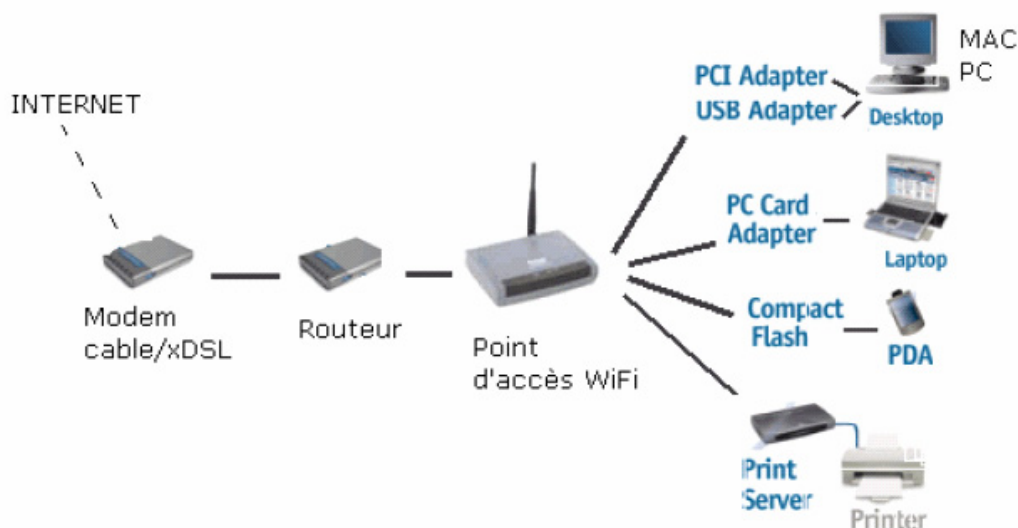 INTERNET
Modem
cable/xDSL
Routeur
Point
d'accès WiFi
PCI Adapter
USB Adapter
MAC
PC
Desktop
PC Card
Adapter
Laptop
Compact
Flash
PDA
Print
Server
Printer